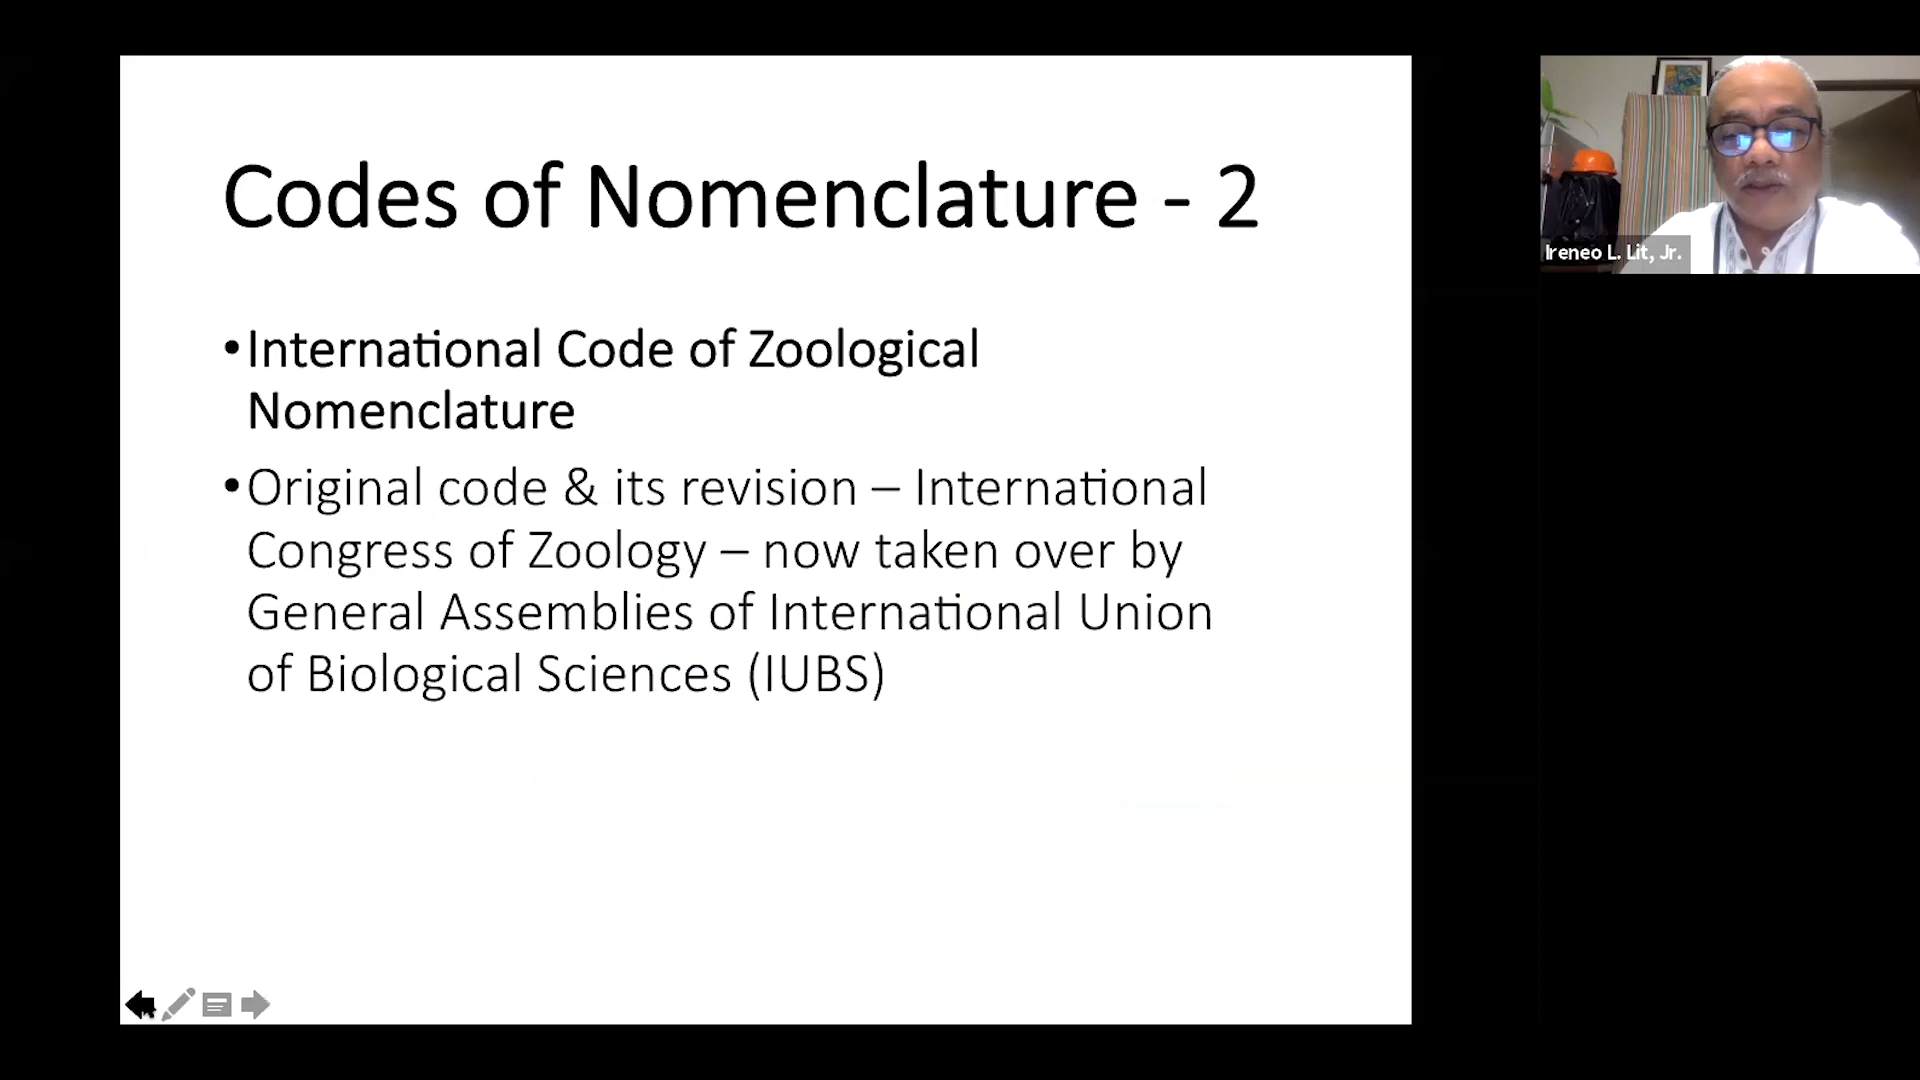 Codes of Nomenclature - 2
•International Code of Zoological
Nomenclature
•Original code & its revision – International
Congress of Zoology – now taken over by
General Assemblies of International Union
of Biological Sciences (IUBS)
Ireneo L. Lit, Jr.